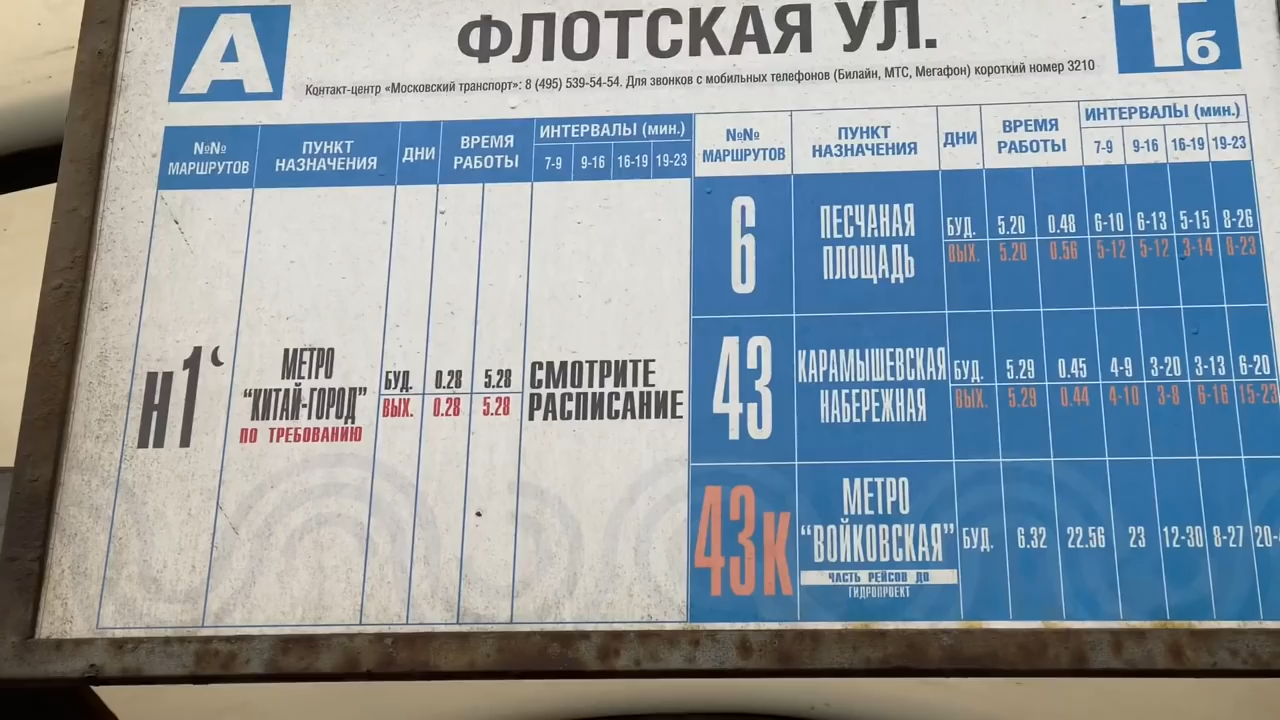 А
ФЛОТСКАЯ УЛ.
Тб
Контакт-центр «Московский транспорт»: 8 (495) 539-54-54. Для звонков с мобильных телефонов (Билайн, МТС, Мегафон) короткий номер 3210
№№ МАРШРУТОВ
ПУНКТ НАЗНАЧЕНИЯ
ДНИ
ВРЕМЯ РАБОТЫ
ИНТЕРВАЛЫ (мин.)
7-9 9-16 16-19 19-23
н1
МЕТРО
“КИТАЙ-ГОРОД”
ПО ТРЕБОВАНИЮ
БУД. 0.28 5.28
ВЫХ. 0.28 5.28
СМОТРИТЕ
РАСПИСАНИЕ
№№ МАРШРУТОВ
ПУНКТ НАЗНАЧЕНИЯ
ДНИ
ВРЕМЯ РАБОТЫ
ИНТЕРВАЛЫ (мин.)
7-9 9-16 16-19 19-23
6
ПЕСЧАНАЯ
ПЛОЩАДЬ
БУД. 5.20 0.48 6-10 6-13 5-15 8-26
ВЫХ. 5.20 0.56 5-12 5-12 3-14 8-23
43
КАРАМЫШЕВСКАЯ
НАБЕРЕЖНАЯ
БУД. 5.29 0.45 4-9 3-20 3-13 6-20
ВЫХ. 5.29 0.44 4-10 3-8 6-16 15-23
43к
МЕТРО
“ВОЙКОВСКАЯ”
ЧАСТЬ РЕЙСОВ ДО
ГИДРОПРОЕКТ
БУД. 6.32 22.56 23 12-30 8-27 20-